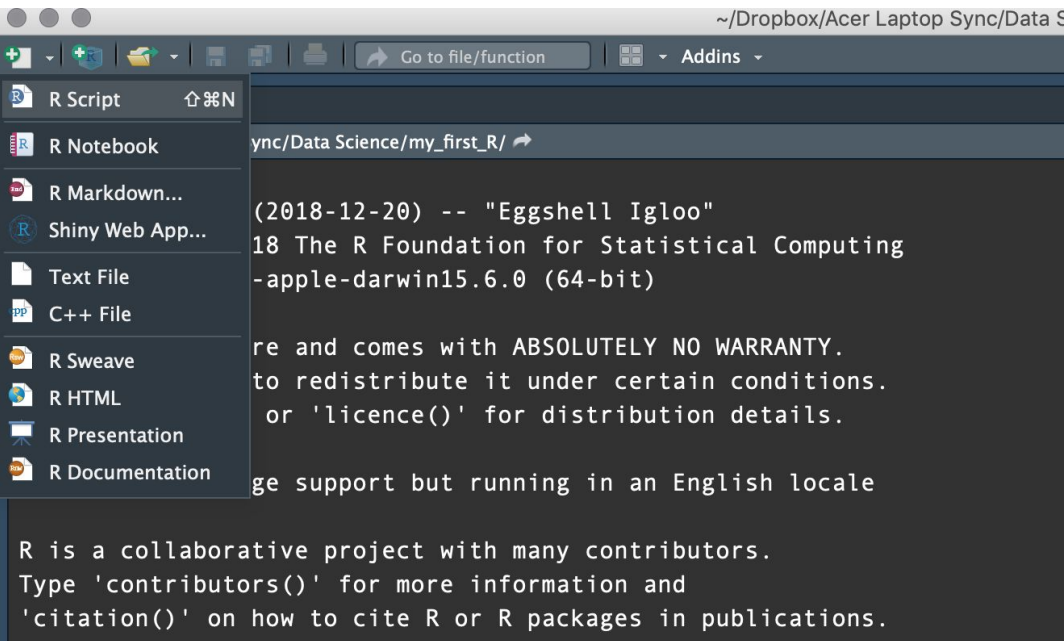 ~/Dropbox/Acer Laptop Sync/Data S
Go to file/function
Addins
R Script ⇧⌘N
R Notebook
R Markdown...
Shiny Web App...
Text File
C++ File
R Sweave
R HTML
R Presentation
R Documentation
ync/Data Science/my_first_R/
(2018-12-20) -- "Eggshell Igloo"
18 The R Foundation for Statistical Computing
-apple-darwin15.6.0 (64-bit)
re and comes with ABSOLUTELY NO WARRANTY.
to redistribute it under certain conditions.
or 'licence()' for distribution details.
ge support but running in an English locale
R is a collaborative project with many contributors.
Type 'contributors()' for more information and
'citation()' on how to cite R or R packages in publications.